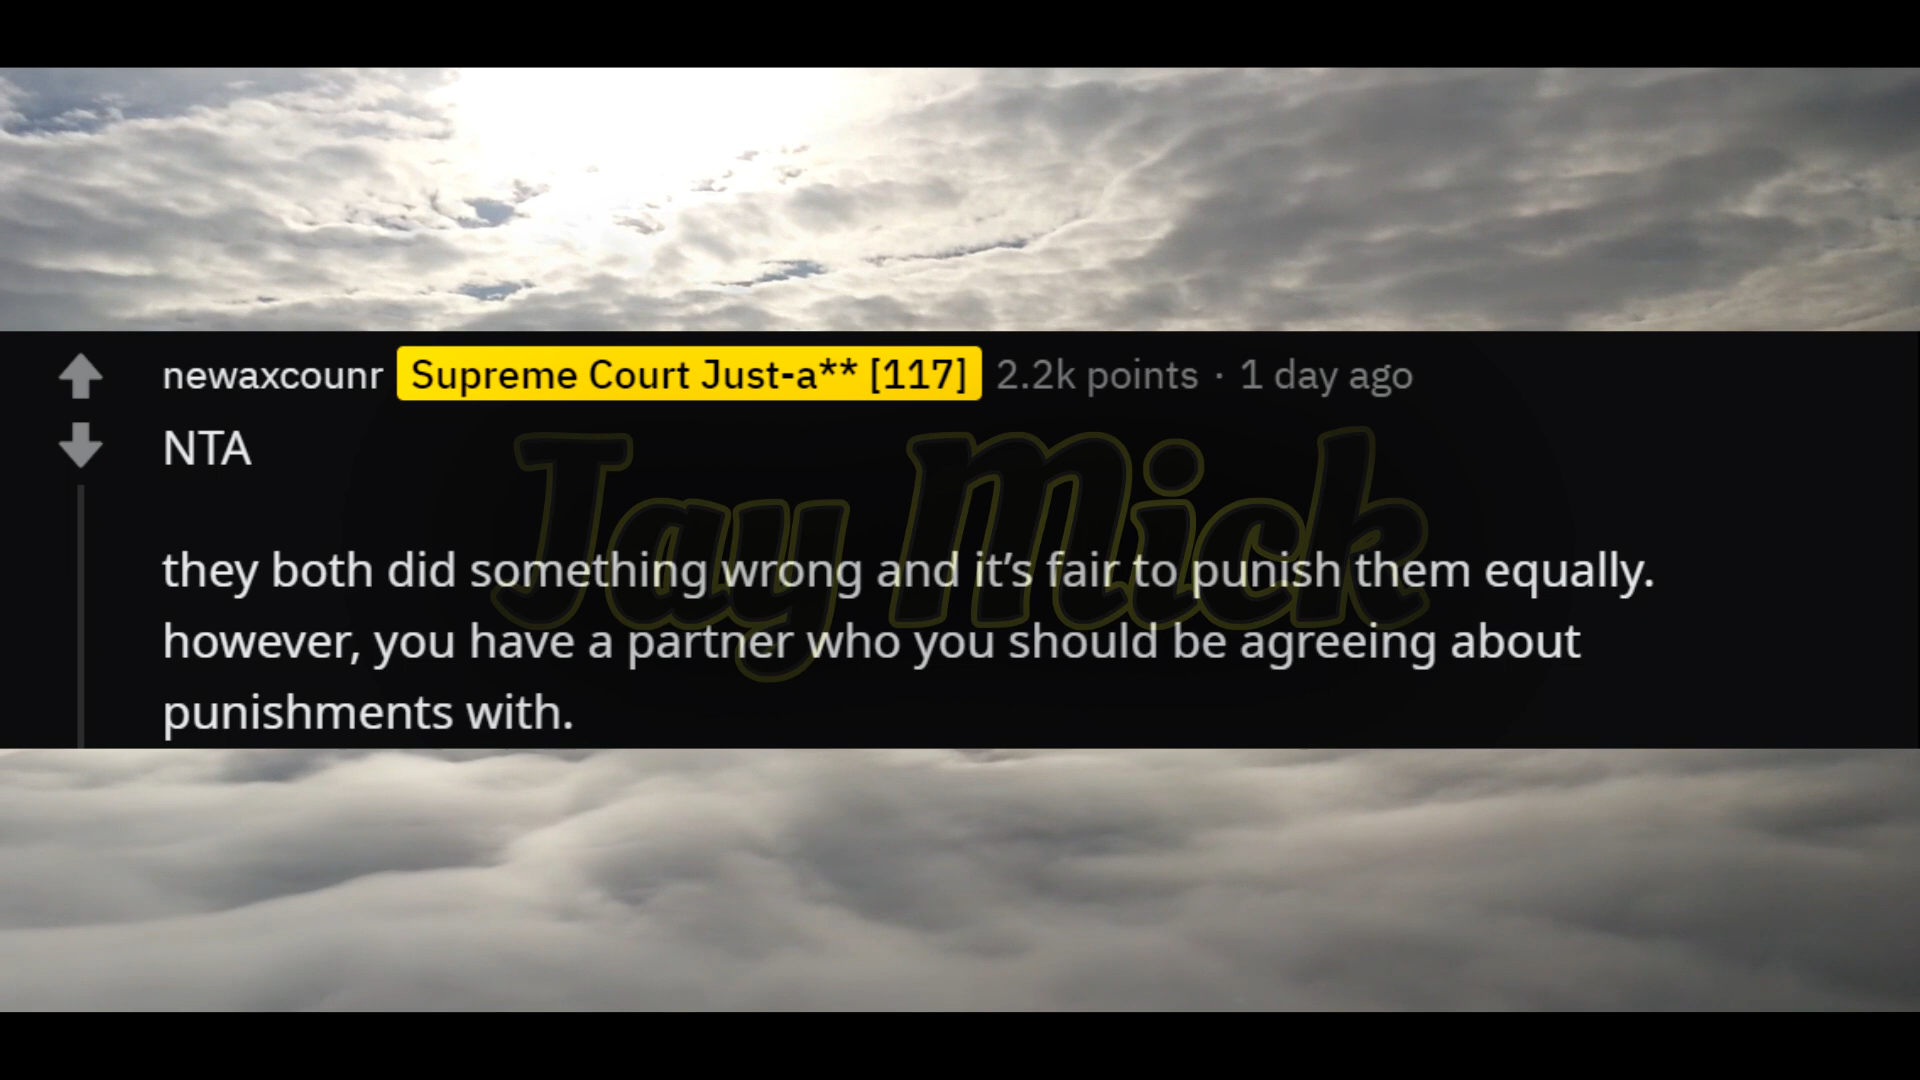 newaxcounr Supreme Court Just-a** [117] 2.2k points · 1 day ago
NTA
Jay Mick
they both did something wrong and it’s fair to punish them equally.
however, you have a partner who you should be agreeing about
punishments with.